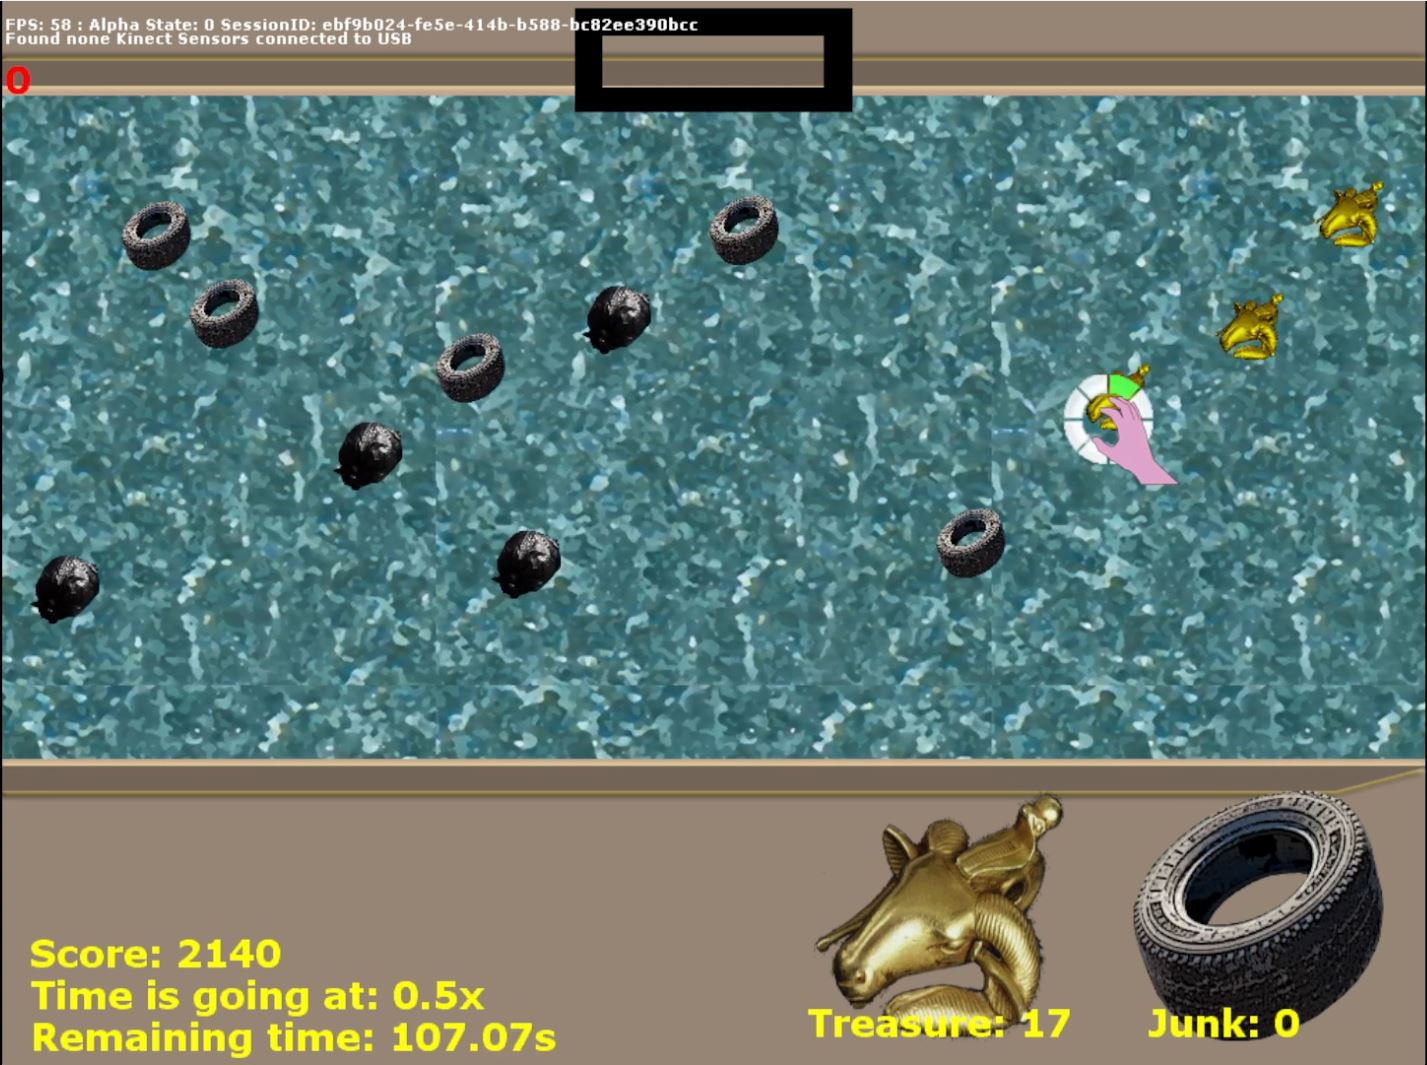 FPS: 58 : Alpha State: 0 SessionID: ebf9b024-fe5e-414b-b588-bc82ee390bcc
Found none Kinect Sensors connected to USB
0
Score: 2140
Time is going at: 0.5x
Remaining time: 107.07s
Treasure: 17
Junk: 0